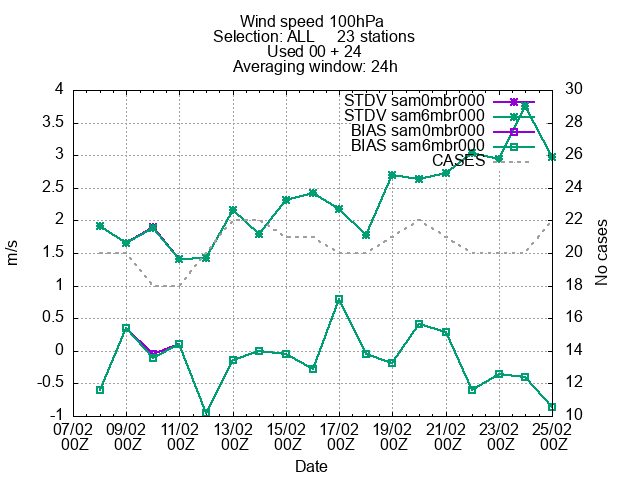 Wind speed 100hPa
Selection: ALL 23 stations
Used 00 + 24
Averaging window: 24h
STDV sam0mbr000
STDV sam6mbr000
BIAS sam0mbr000
BIAS sam6mbr000
CASES
4
3.5
3
2.5
2
1.5
1
0.5
0
-0.5
-1
m/s
30
28
26
24
22
20
18
16
14
12
10
No cases
07/02 09/02 11/02 13/02 15/02 17/02 19/02 21/02 23/02 25/02
00Z 00Z 00Z 00Z 00Z 00Z 00Z 00Z 00Z 00Z
Date